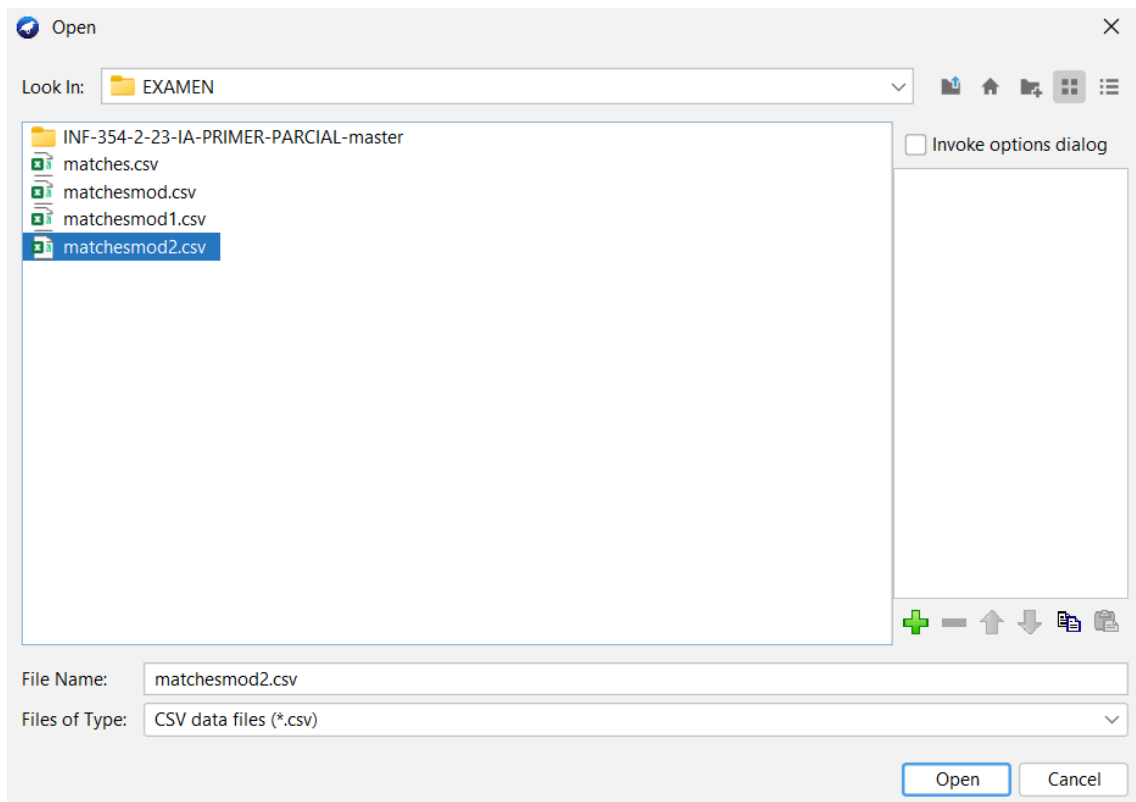 Open
Look In: EXAMEN
INF-354-2-23-IA-PRIMER-PARCIAL-master
matches.csv
matchesmod.csv
matchesmod1.csv
matchesmod2.csv
Invoke options dialog
File Name: matchesmod2.csv
Files of Type: CSV data files (*.csv)
Open Cancel